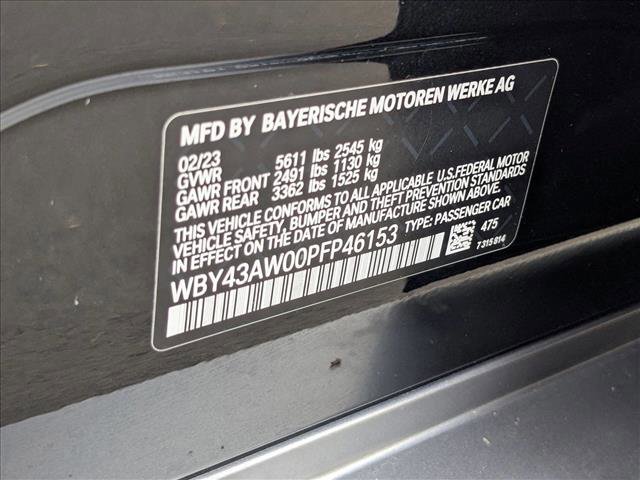 MFD BY BAYERISCHE MOTOREN WERKE AG
02/23
GVWR 5611 lbs 2545 kg
GAWR FRONT 2491 lbs 1130 kg
GAWR REAR 3362 lbs 1525 kg
THIS VEHICLE CONFORMS TO ALL APPLICABLE U.S.FEDERAL MOTOR
VEHICLE SAFETY, BUMPER AND THEFT PREVENTION STANDARDS
IN EFFECT ON THE DATE OF MANUFACTURE SHOWN ABOVE.
WBY43AW00PFP46153 TYPE: PASSENGER CAR
475
7315814